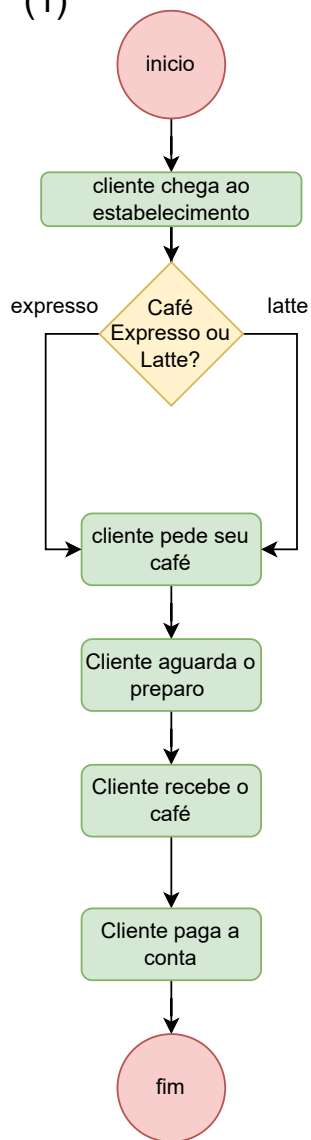 (1)
inicio
cliente chega ao
estabelecimento
expresso
Café
Expresso ou
Latte?
latte
cliente pede seu
café
Cliente aguarda o
preparo
Cliente recebe o
café
Cliente paga a
conta
fim